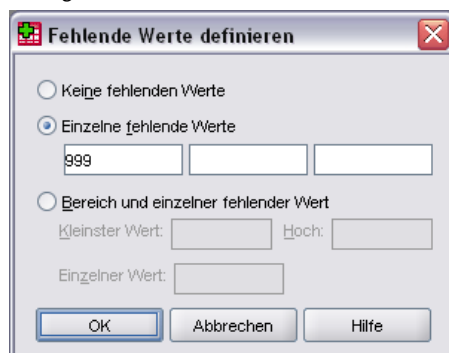 Fehlende Werte definieren
Keine fehlenden Werte
Einzelne fehlende Werte
999
Bereich und einzelner fehlender Wert
Kleinster Wert: Hoch:
Einzelner Wert:
OK Abbrechen Hilfe